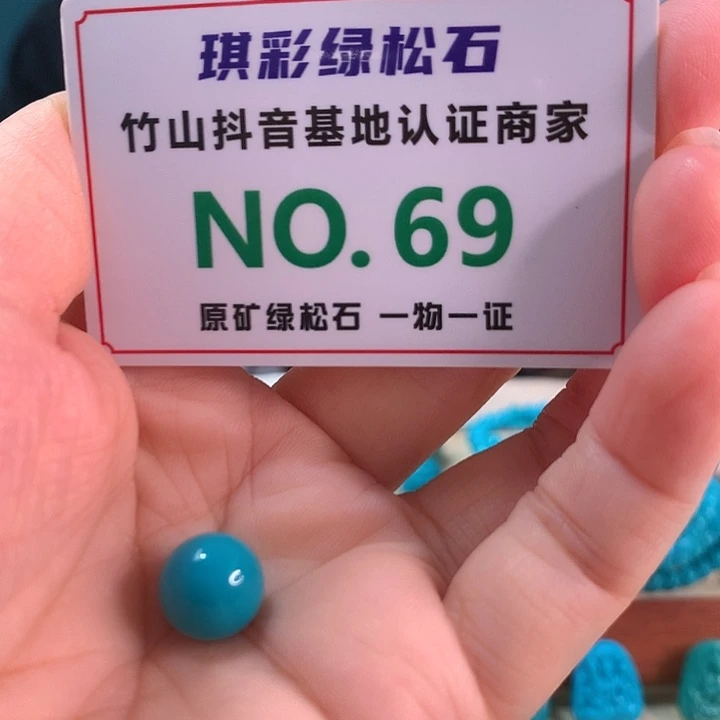 琪彩绿松石
竹山抖音基地认证商家
NO. 69
原矿绿松石 一物一证